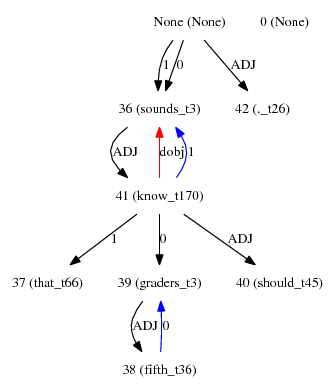 None (None) 0 (None)
1 0 ADJ
36 (sounds_t3) 42 (._t26)
ADJ dobj 1
41 (know_t170)
1 0 ADJ
37 (that_t66) 39 (graders_t3) 40 (should_t45)
ADJ 0
38 (fifth_t36)